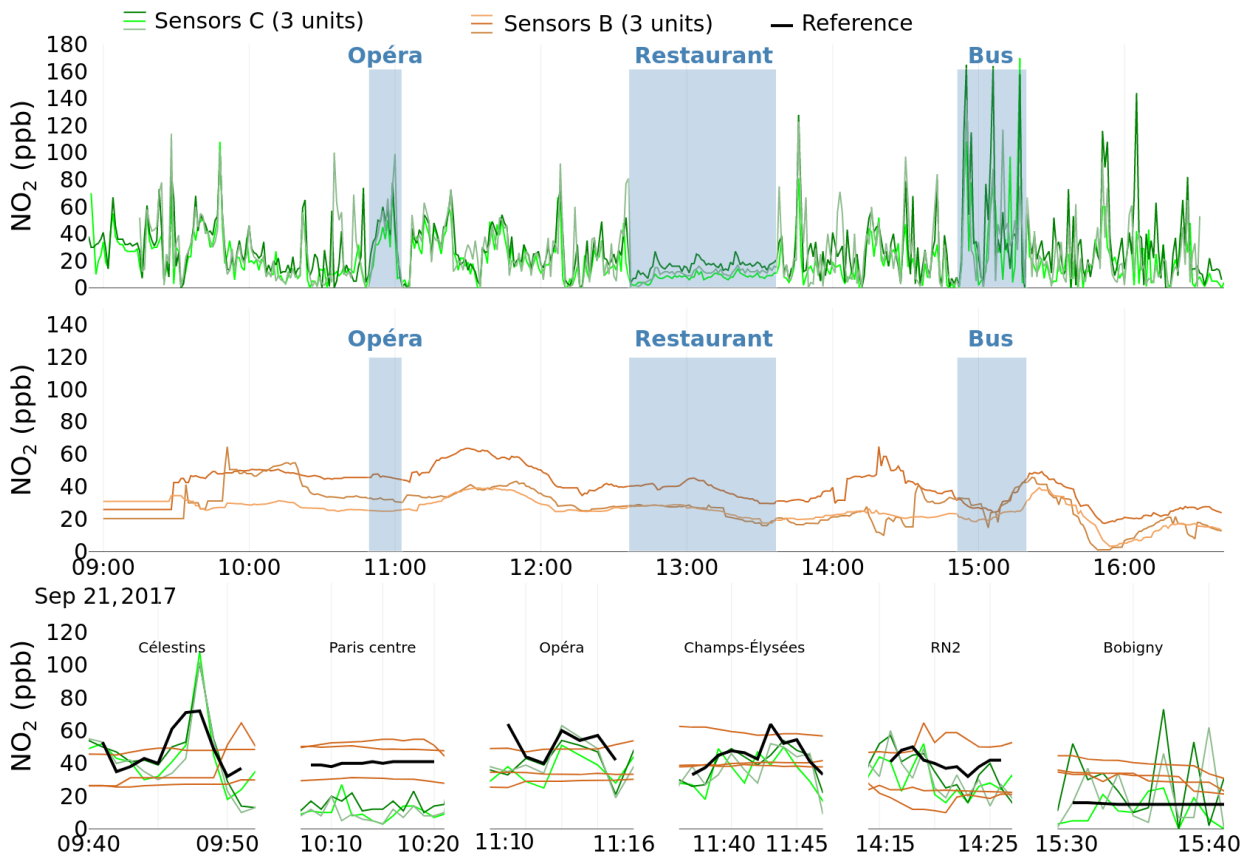 Sensors C (3 units) Sensors B (3 units) Reference
180
160
140
120
100
80
60
40
20
0
NO2 (ppb)
Opéra Restaurant Bus
140
120
100
80
60
40
20
0
NO2 (ppb)
Opéra Restaurant Bus
09:00 10:00 11:00 12:00 13:00 14:00 15:00 16:00
Sep 21, 2017
120
100
80
60
40
20
0
NO2 (ppb)
Célestins Paris centre Opéra Champs-Élysées RN2 Bobigny
09:40 09:50 10:10 10:20 11:10 11:16 11:40 11:45 14:15 14:25 15:30 15:40